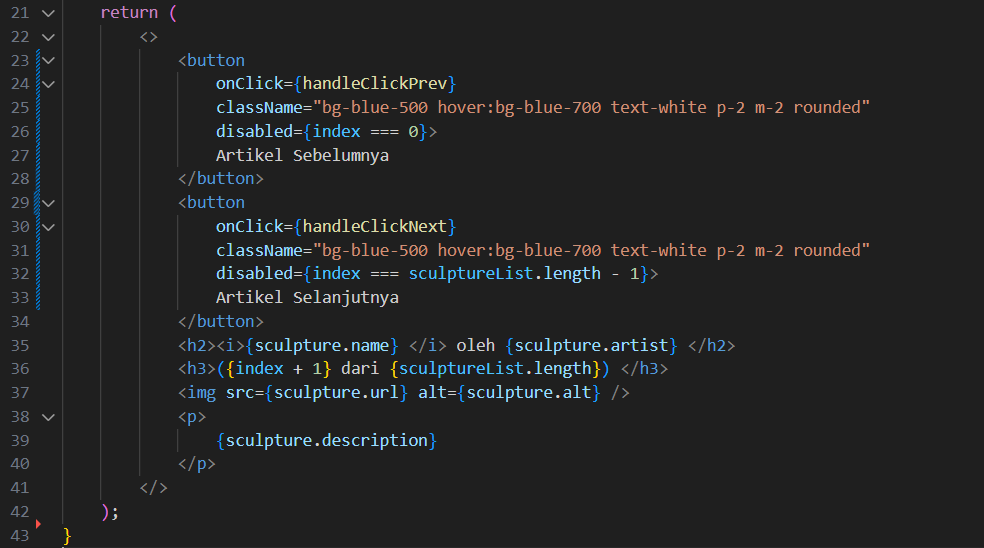 21 return (
22 <>
23 <button
24 onClick={handleClickPrev}
25 className="bg-blue-500 hover:bg-blue-700 text-white p-2 m-2 rounded"
26 disabled={index === 0}>
27 Artikel Sebelumnya
28 </button>
29 <button
30 onClick={handleClickNext}
31 className="bg-blue-500 hover:bg-blue-700 text-white p-2 m-2 rounded"
32 disabled={index === sculptureList.length - 1}>
33 Artikel Selanjutnya
34 </button>
35 <h2><i>{sculpture.name} </i> oleh {sculpture.artist} </h2>
36 <h3>({index + 1} dari {sculptureList.length}) </h3>
37 <img src={sculpture.url} alt={sculpture.alt} />
38 <p>
39 {sculpture.description}
40 </p>
41 </>
42 );
43 }